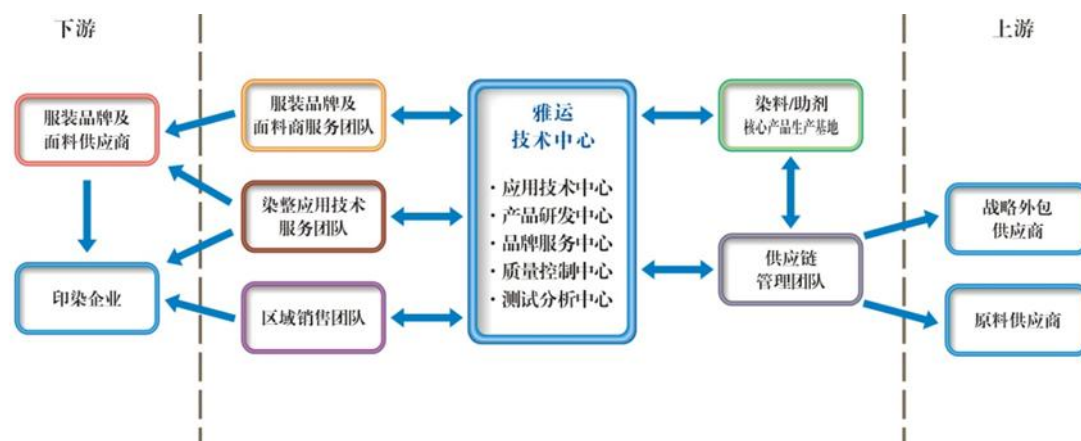 下游
上游
服装品牌及
面料供应商
印染企业
服装品牌及
面料商服务团队
染整应用技术
服务团队
区域销售团队
雅运
技术中心
·应用技术中心
·产品研发中心
·品牌服务中心
·质量控制中心
·测试分析中心
染料/助剂
核心产品生产基地
供应链
管理团队
战略外包
供应商
原料供应商